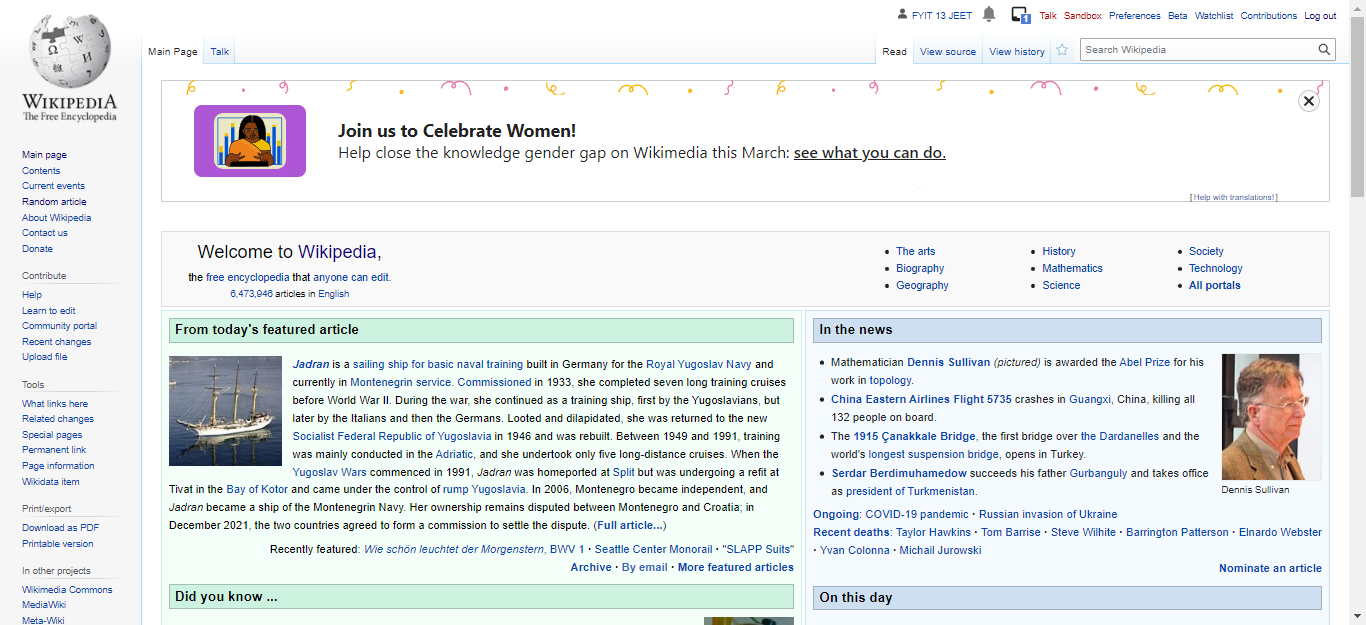 FYIT 13 JEET
1
Talk
Sandbox
Preferences
Beta
Watchlist
Contributions
Log out
WIKIPEDIA
The Free Encyclopedia
Main Page
Talk
Read
View source
View history
Search Wikipedia
Main page
Contents
Current events
Random article
About Wikipedia
Contact us
Donate
Contribute
Help
Learn to edit
Community portal
Recent changes
Upload file
Tools
What links here
Related changes
Special pages
Permanent link
Page information
Wikidata item
Print/export
Download as PDF
Printable version
In other projects
Wikimedia Commons
MediaWiki
Meta-Wiki
Join us to Celebrate Women!
Help close the knowledge gender gap on Wikimedia this March: see what you can do.
[Help with translations!]
Welcome to Wikipedia,
the free encyclopedia that anyone can edit.
6,473,946 articles in English
The arts
Biography
Geography
History
Mathematics
Science
Society
Technology
All portals
From today's featured article
Jadran is a sailing ship for basic naval training built in Germany for the Royal Yugoslav Navy and
currently in Montenegrin service. Commissioned in 1933, she completed seven long training cruises
before World War II. During the war, she continued as a training ship, first by the Yugoslavians, but
later by the Italians and then the Germans. Looted and dilapidated, she was returned to the new
Socialist Federal Republic of Yugoslavia in 1946 and was rebuilt. Between 1949 and 1991, training
was mainly conducted in the Adriatic, and she undertook only five long-distance cruises. When the
Yugoslav Wars commenced in 1991, Jadran was homeported at Split but was undergoing a refit at
Tivat in the Bay of Kotor and came under the control of rump Yugoslavia. In 2006, Montenegro became independent, and
Jadran became a ship of the Montenegrin Navy. Her ownership remains disputed between Montenegro and Croatia; in
December 2021, the two countries agreed to form a commission to settle the dispute. (Full article...)
Recently featured: Wie schön leuchtet der Morgenstern, BWV 1 · Seattle Center Monorail · "SLAPP Suits"
Archive · By email · More featured articles
Did you know ...
In the news
Mathematician Dennis Sullivan (pictured) is awarded the Abel Prize for his
work in topology.
China Eastern Airlines Flight 5735 crashes in Guangxi, China, killing all
132 people on board.
The 1915 Çanakkale Bridge, the first bridge over the Dardanelles and the
world's longest suspension bridge, opens in Turkey.
Serdar Berdimuhamedow succeeds his father Gurbanguly and takes office
as president of Turkmenistan.
Dennis Sullivan
Ongoing: COVID-19 pandemic · Russian invasion of Ukraine
Recent deaths: Taylor Hawkins · Tom Barrise · Steve Wilhite · Barrington Patterson · Elnardo Webster
· Yvan Colonna · Michail Jurowski
Nominate an article
On this day